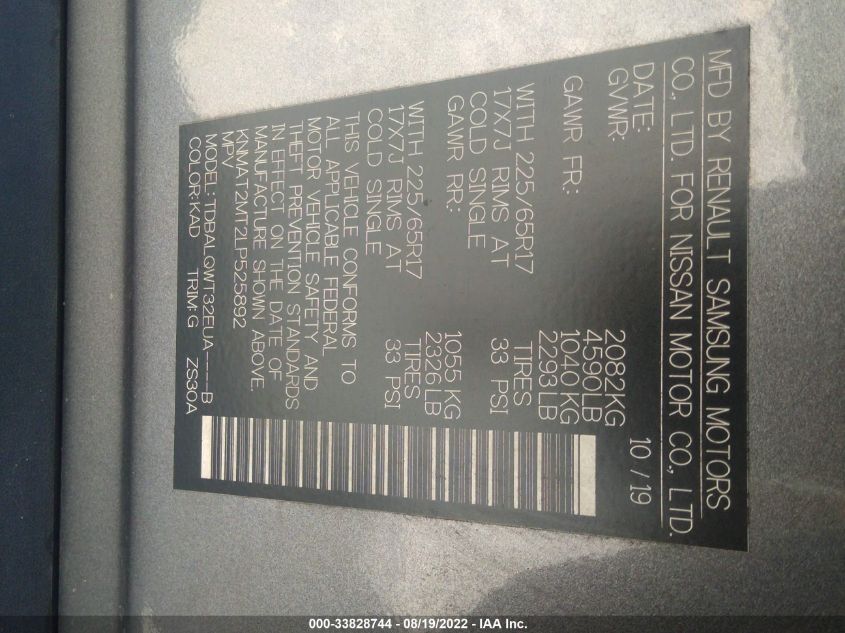 MFD BY RENAULT SAMSUNG MOTORS
CO., LTD. FOR NISSAN MOTOR CO., LTD.
DATE: 10 / 19
GVWR: 2082KG
4590LB
GAWR FR: 1040 KG
2293 LB
WITH 225/65R17 TIRES
17X7J RIMS AT 33 PSI
COLD SINGLE
GAWR RR: 1055 KG
2326 LB
WITH 225/65R17 TIRES
17X7J RIMS AT 33 PSI
COLD SINGLE
THIS VEHICLE CONFORMS TO
ALL APPLICABLE FEDERAL
MOTOR VEHICLE SAFETY AND
THEFT PREVENTION STANDARDS
IN EFFECT ON THE DATE OF
MANUFACTURE SHOWN ABOVE.
KNMAT2MT2LP525892
MPV
MODEL: TDBALQWT32EUA----B
COLOR:KAD TRIM:G ZS30A
000-33828744 - 08/19/2022 - IAA Inc.